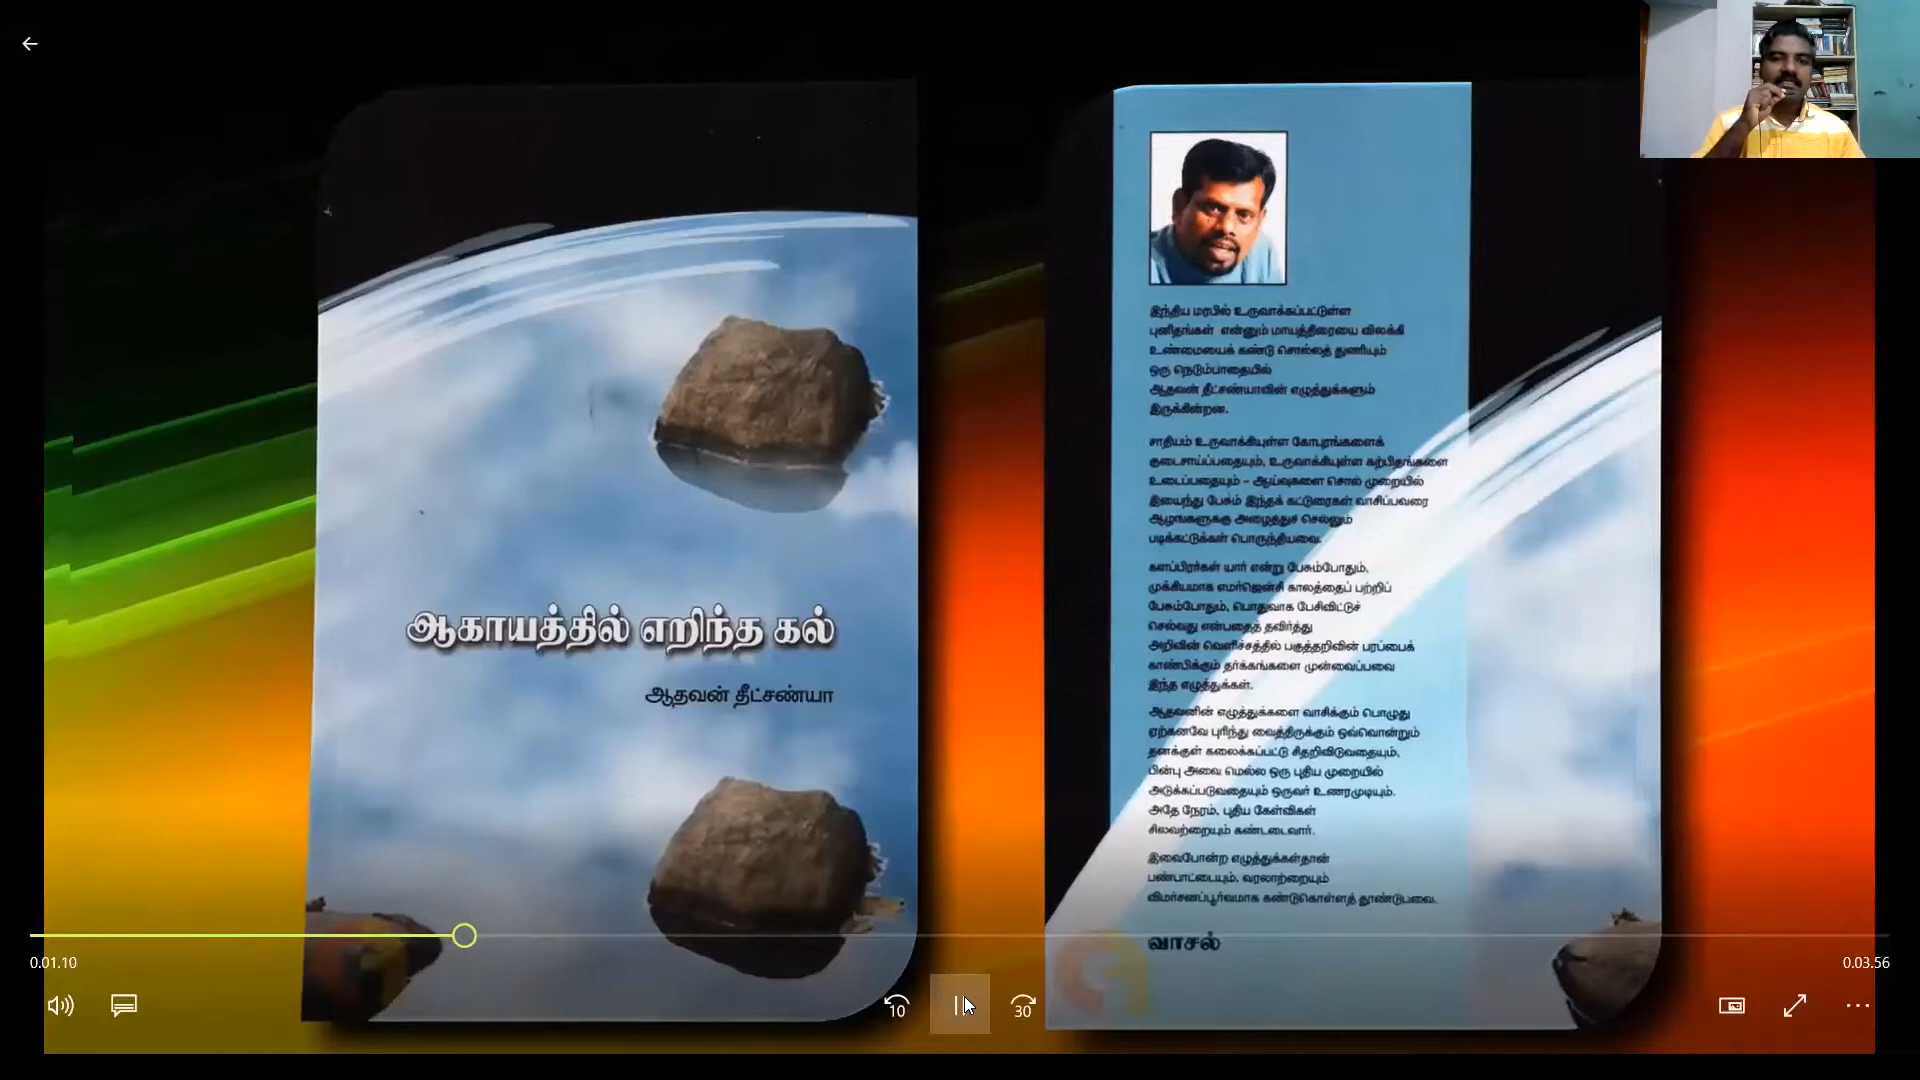 ஆகாயத்தில் எறிந்த கல்
ஆதவன் தீட்சண்யா
இந்திய மரபில் உருவாக்கப்பட்டுள்ள
புனிதங்கள் என்னும் மாயத்திரையை விலக்கி
உண்மையைக் கண்டு சொல்லத் துணியும்
ஒரு நெடும்பாதையில்
ஆதவன் தீட்சண்யாவின் எழுத்துக்களும்
இருக்கின்றன.
சாதியம் உருவாக்கியுள்ள கோபுரங்களைக்
குடைசாய்ப்பதையும், உருவாக்கியுள்ள கற்பிதங்களை
உடைப்பதையும் – ஆய்வுகளை சொல் முறையில்
இயைந்து பேசும் இந்தக் கட்டுரைகள் வாசிப்பவரை
ஆழங்களுக்கு அழைத்துச் செல்லும்
படிக்கட்டுக்கள் பொருந்தியவை.
களப்பிரர்கள் யார் என்று பேசும்போதும்,
முக்கியமாக எமர்ஜென்சி காலத்தைப் பற்றிப்
பேசும்போதும், பொதுவாக பேசிவிட்டுச்
செல்வது என்பதைத் தவிர்த்து
அறிவின் வெளிச்சத்தில் பகுத்தறிவின் பரப்பைக்
காண்பிக்கும் தர்க்கங்களை முன்வைப்பவை
இந்த எழுத்துக்கள்.
ஆதவனின் எழுத்துக்களை வாசிக்கும் பொழுது
ஏற்கனவே புரிந்து வைத்திருக்கும் ஒவ்வொன்றும்
தனக்குள் கலைக்கப்பட்டு சிதறிவிடுவதையும்,
பின்பு அவை மெல்ல ஒரு புதிய முறையில்
அடுக்கப்படுவதையும் ஒருவர் உணரமுடியும்.
அதே நேரம், புதிய கேள்விகள்
சிலவற்றையும் கண்டடைவார்.
இவைபோன்ற எழுத்துக்கள்தான்
பண்பாட்டையும், வரலாற்றையும்
விமர்சனப்பூர்வமாக கண்டுகொள்ளத் தூண்டுபவை.
வாசல்
0.01.10
0.03.56
10
30